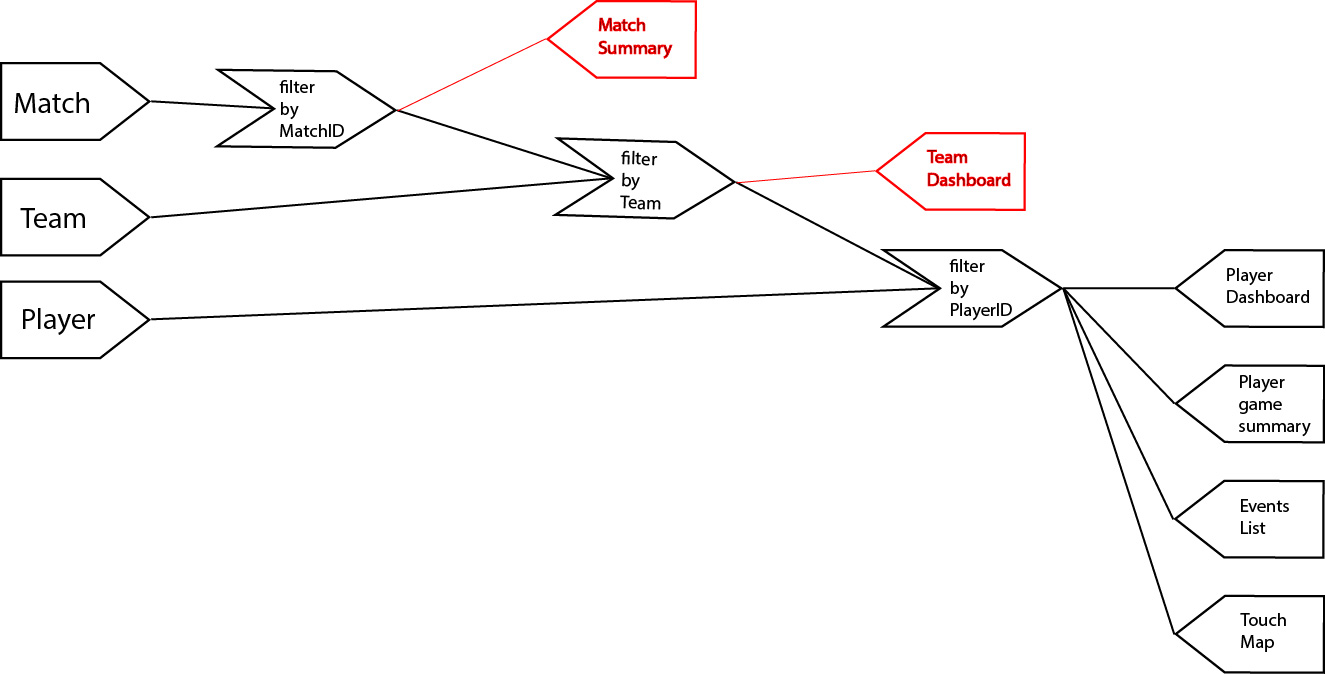 Match
Summary
Match
filter
by
MatchID
Team
filter
by
Team
Team
Dashboard
Player
filter
by
PlayerID
Player
Dashboard
Player
game
summary
Events
List
Touch
Map